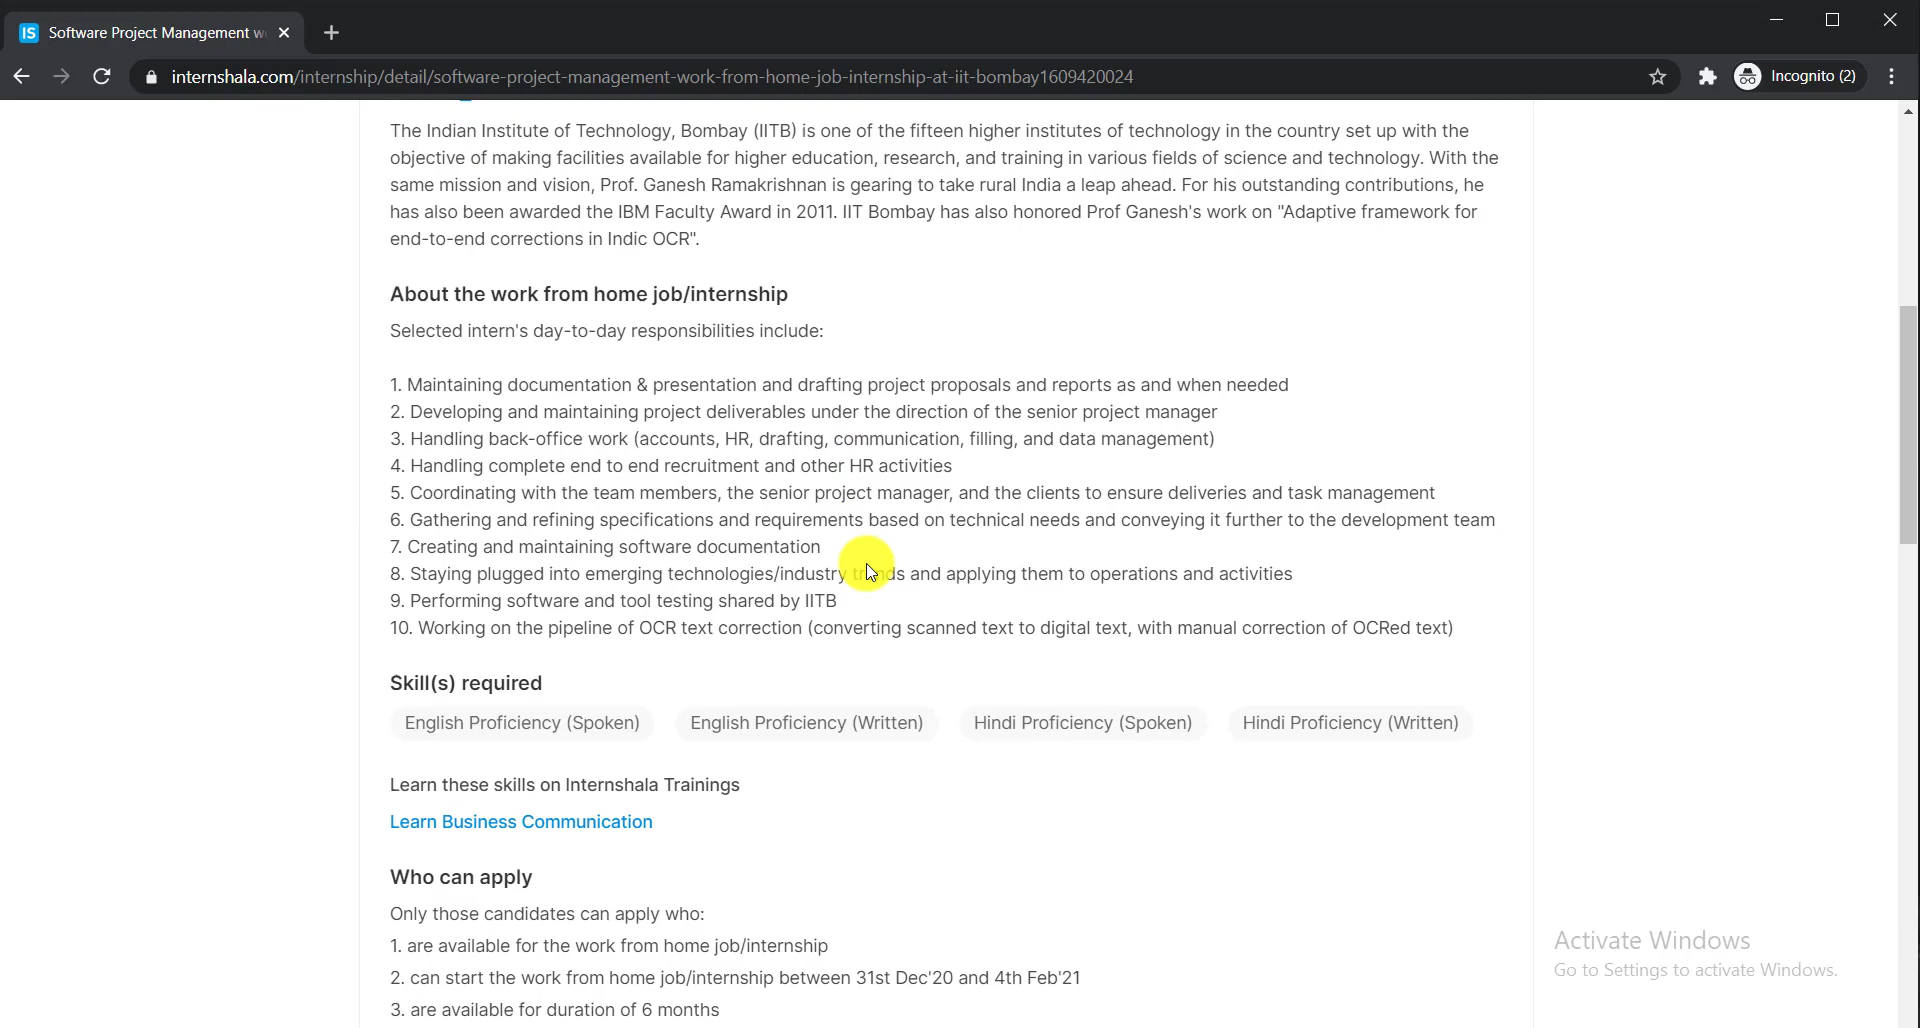 IS Software Project Management w
internshala.com/internship/detail/software-project-management-work-from-home-job-internship-at-iit-bombay1609420024
Incognito (2)
The Indian Institute of Technology, Bombay (IITB) is one of the fifteen higher institutes of technology in the country set up with the
objective of making facilities available for higher education, research, and training in various fields of science and technology. With the
same mission and vision, Prof. Ganesh Ramakrishnan is gearing to take rural India a leap ahead. For his outstanding contributions, he
has also been awarded the IBM Faculty Award in 2011. IIT Bombay has also honored Prof Ganesh's work on "Adaptive framework for
end-to-end corrections in Indic OCR".
About the work from home job/internship
Selected intern's day-to-day responsibilities include:
1. Maintaining documentation & presentation and drafting project proposals and reports as and when needed
2. Developing and maintaining project deliverables under the direction of the senior project manager
3. Handling back-office work (accounts, HR, drafting, communication, filling, and data management)
4. Handling complete end to end recruitment and other HR activities
5. Coordinating with the team members, the senior project manager, and the clients to ensure deliveries and task management
6. Gathering and refining specifications and requirements based on technical needs and conveying it further to the development team
7. Creating and maintaining software documentation
8. Staying plugged into emerging technologies/industry trends and applying them to operations and activities
9. Performing software and tool testing shared by IITB
10. Working on the pipeline of OCR text correction (converting scanned text to digital text, with manual correction of OCRed text)
Skill(s) required
English Proficiency (Spoken) English Proficiency (Written) Hindi Proficiency (Spoken) Hindi Proficiency (Written)
Learn these skills on Internshala Trainings
Learn Business Communication
Who can apply
Only those candidates can apply who:
1. are available for the work from home job/internship
2. can start the work from home job/internship between 31st Dec'20 and 4th Feb'21
3. are available for duration of 6 months
Activate Windows
Go to Settings to activate Windows.